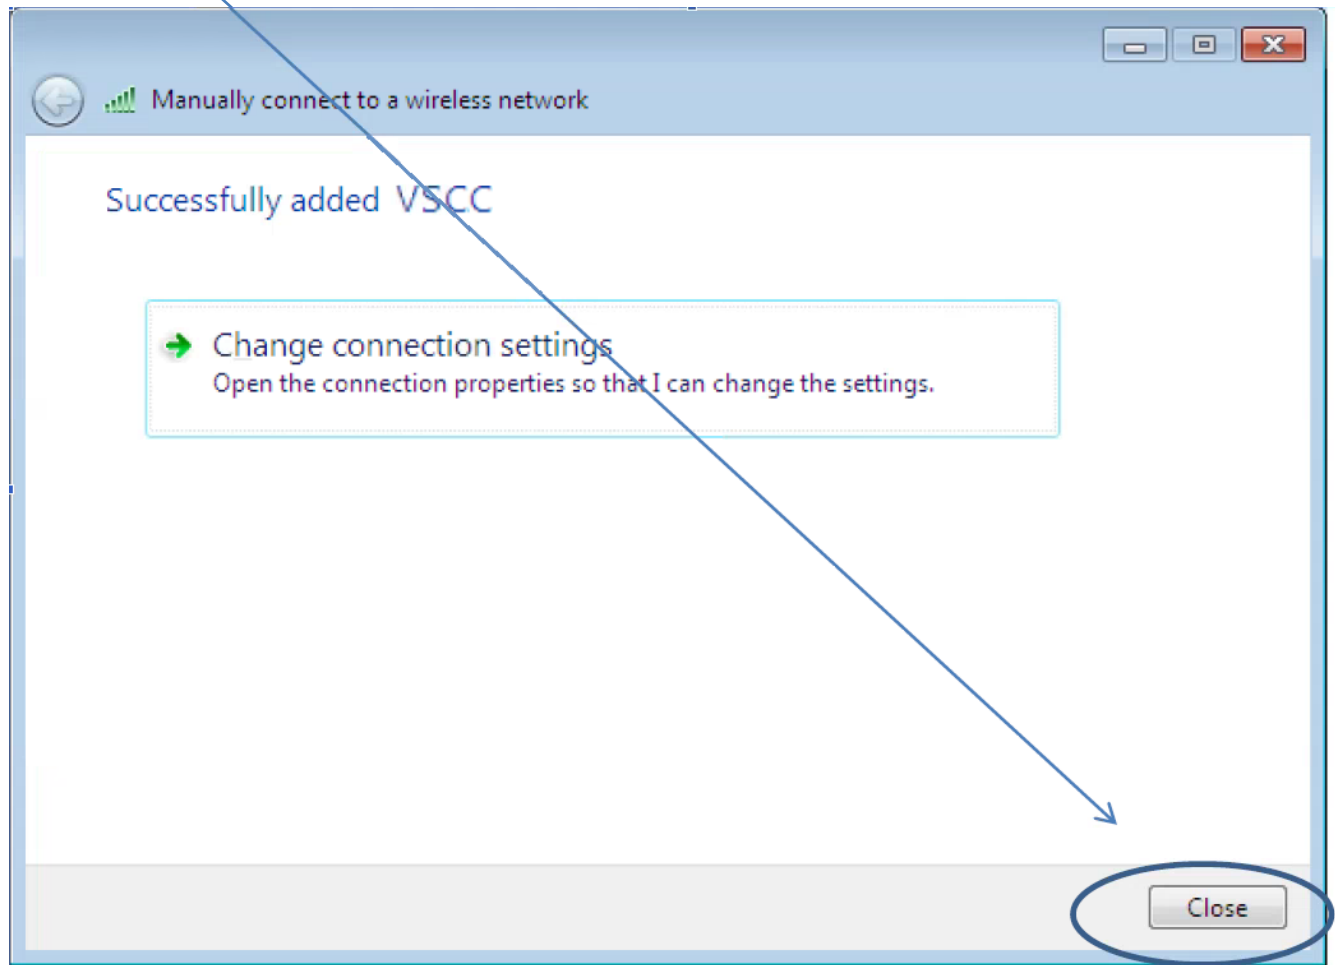 Manually connect to a wireless network
Successfully added VSCC
Change connection settings
Open the connection properties so that I can change the settings.
Close